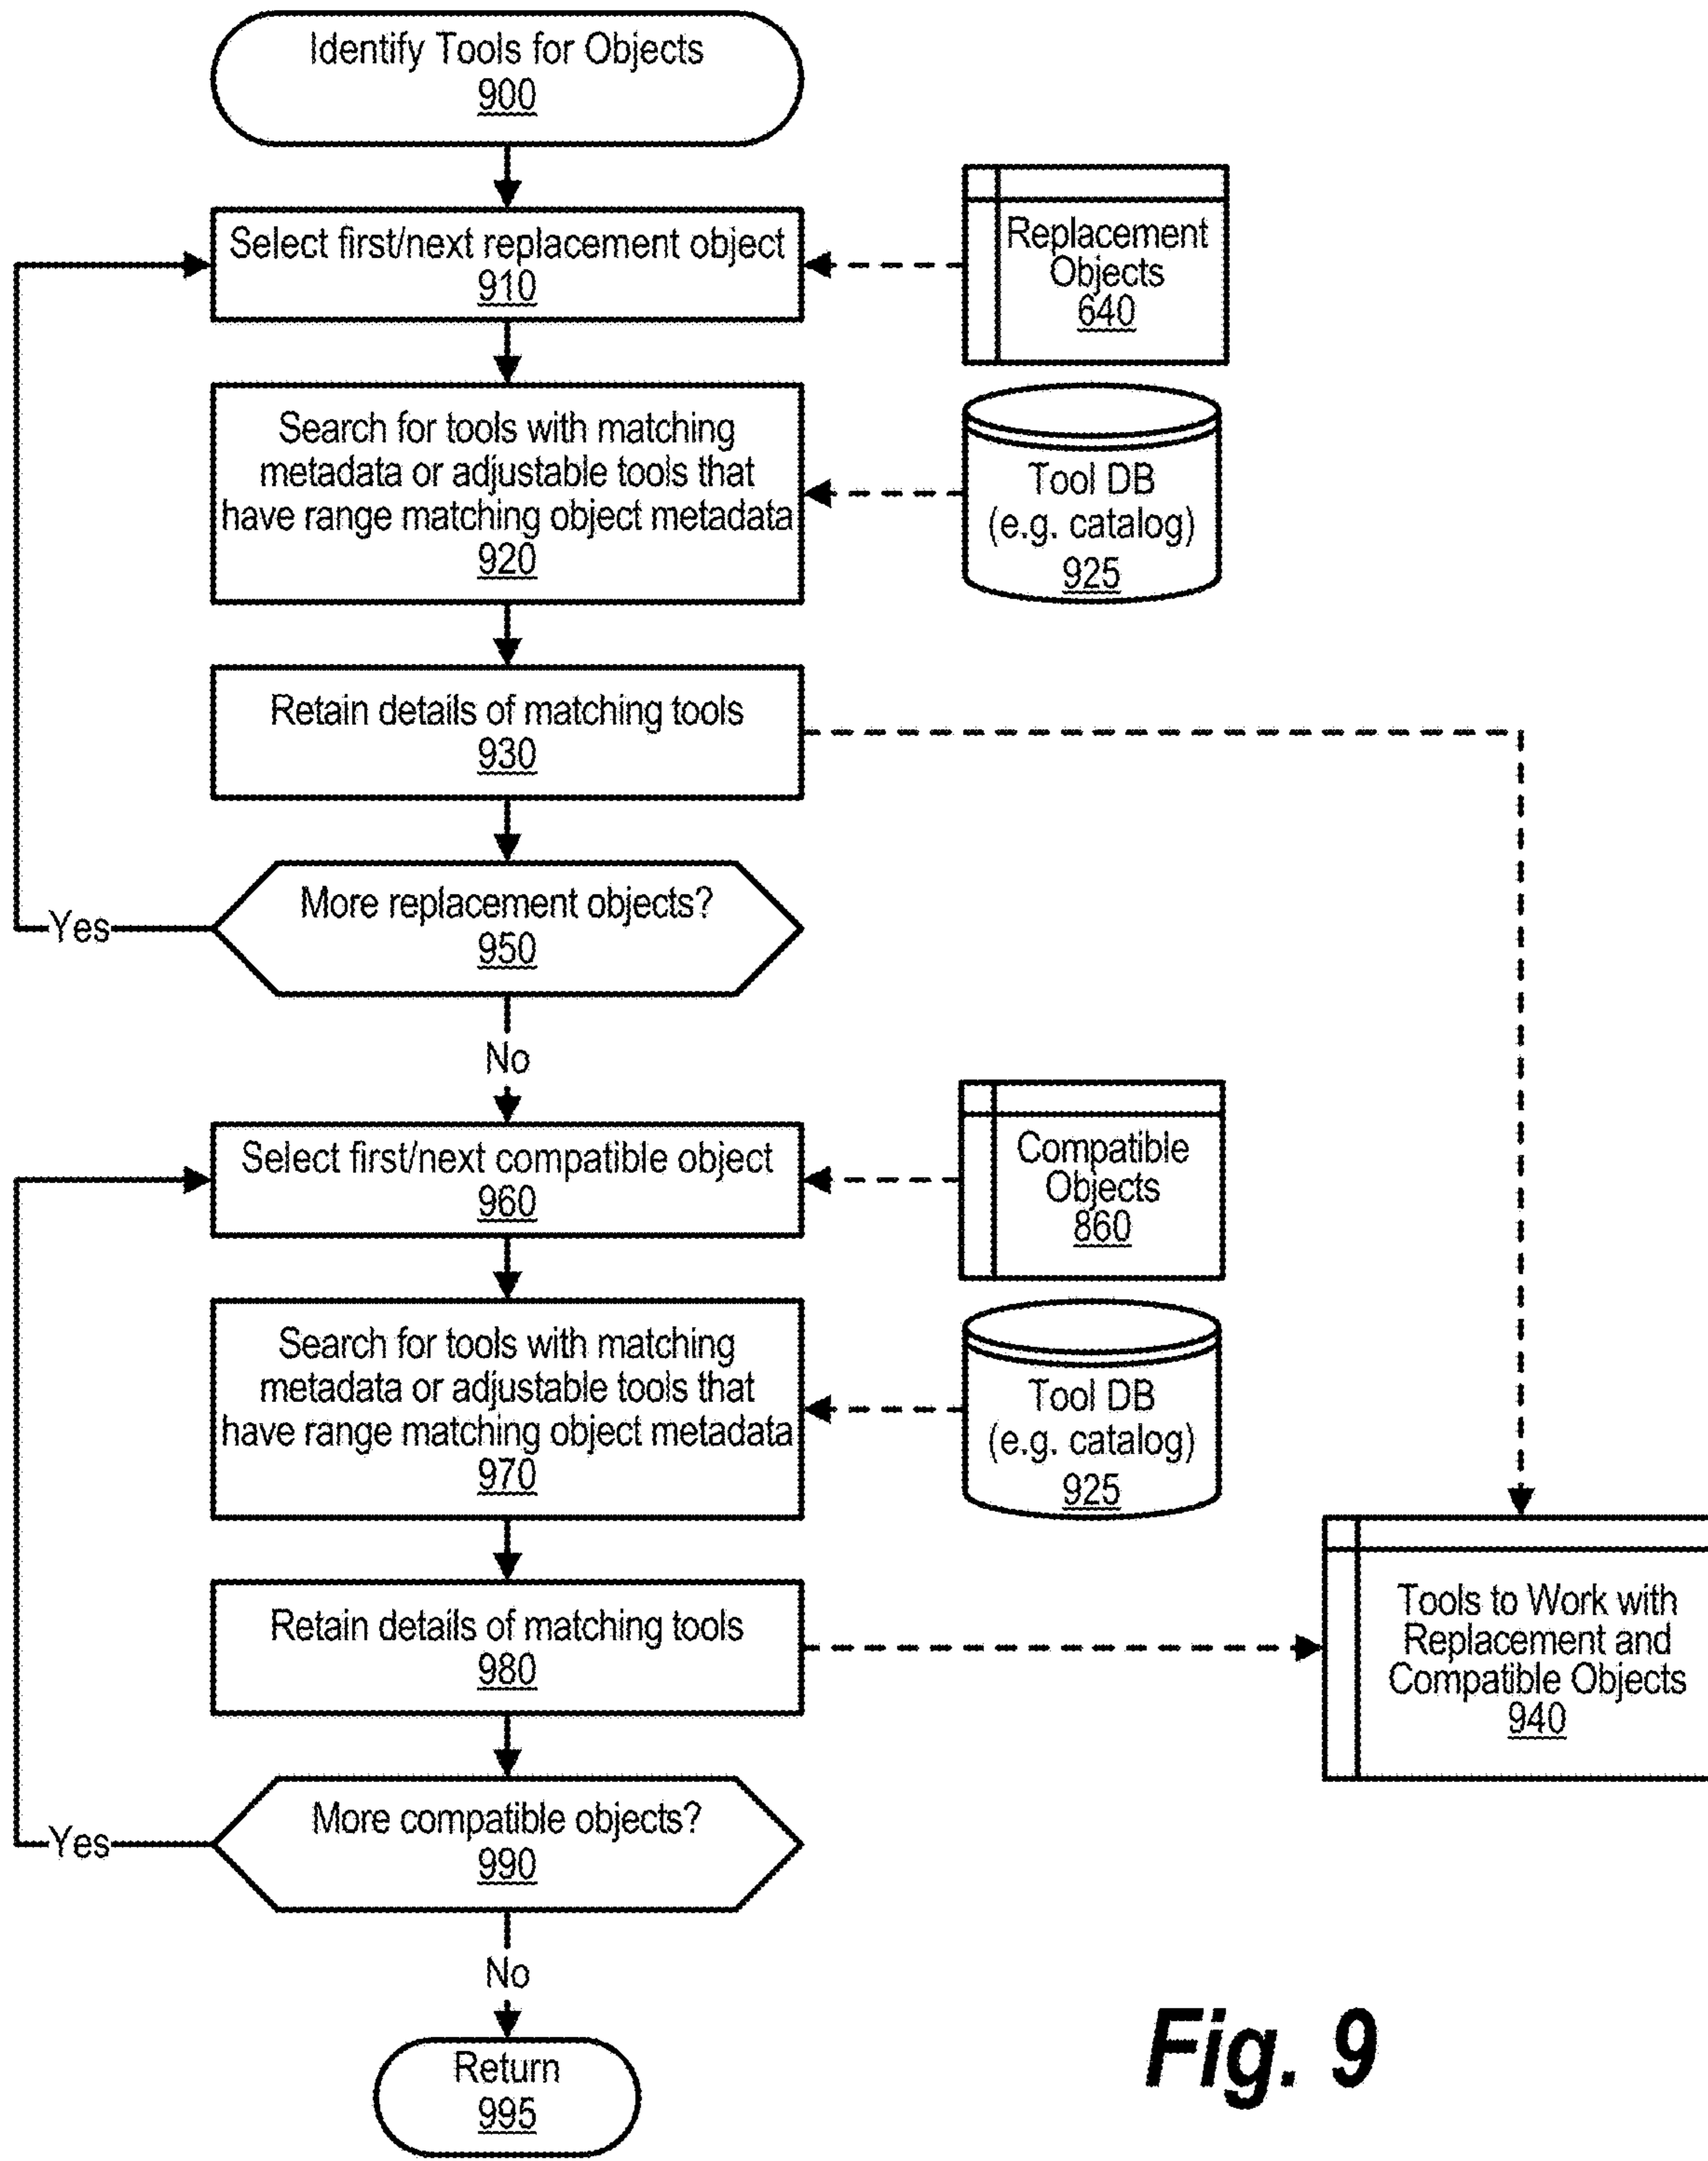 Identify Tools for Objects
900
Select first/next replacement object
910
Replacement
Objects
640
Search for tools with matching
metadata or adjustable tools that
have range matching object metadata
920
Tool DB
(e.g. catalog)
925
Retain details of matching tools
930
More replacement objects?
950
Yes
No
Select first/next compatible object
960
Compatible
Objects
860
Search for tools with matching
metadata or adjustable tools that
have range matching object metadata
970
Tool DB
(e.g. catalog)
925
Retain details of matching tools
980
Tools to Work with
Replacement and
Compatible Objects
940
More compatible objects?
990
Yes
No
Return
995
Fig. 9